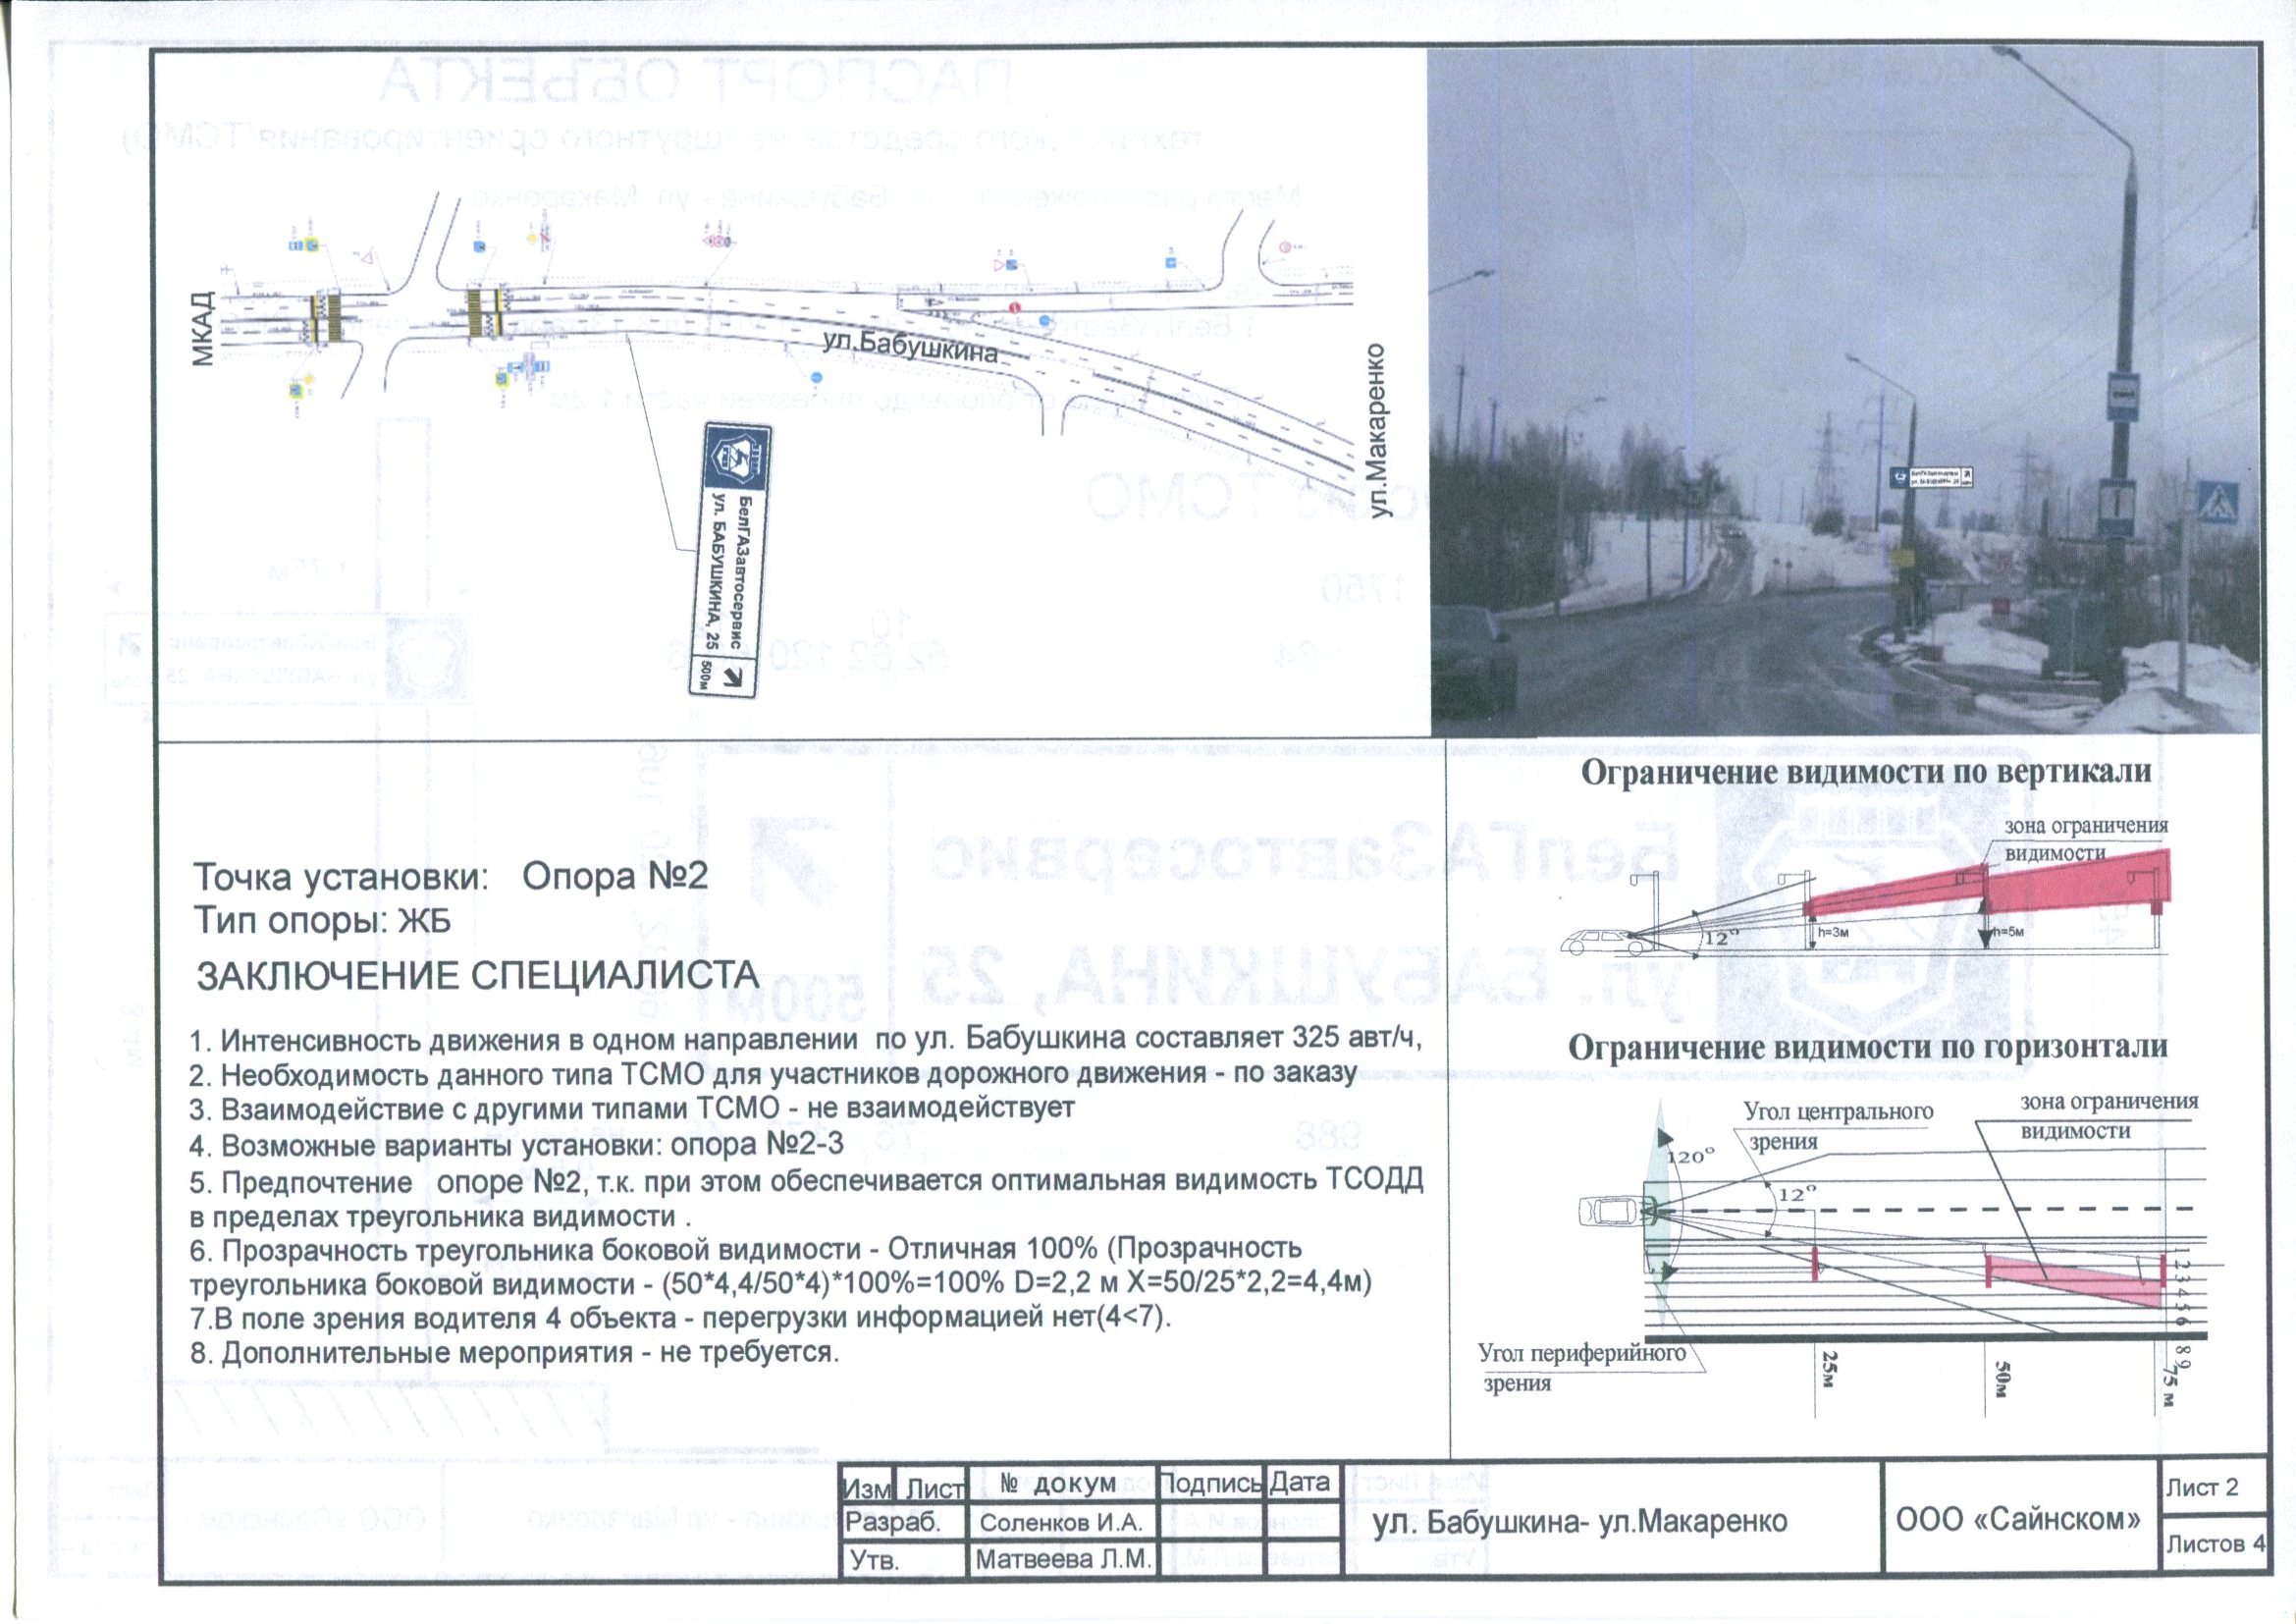 МКАД
ул.Бабушкина
ул.Макаренко
БелГАЗавтосервис
ул. БАБУШКИНА, 25
500м
БелГАЗавтосервис
ул. БАБУШКИНА, 25
Точка установки: Опора №2
Тип опоры: ЖБ
ЗАКЛЮЧЕНИЕ СПЕЦИАЛИСТА
1. Интенсивность движения в одном направлении по ул. Бабушкина составляет 325 авт/ч,
2. Необходимость данного типа ТСМО для участников дорожного движения - по заказу
3. Взаимодействие с другими типами ТСМО - не взаимодействует
4. Возможные варианты установки: опора №2-3
5. Предпочтение опоре №2, т.к. при этом обеспечивается оптимальная видимость ТСОДД
в пределах треугольника видимости .
6. Прозрачность треугольника боковой видимости - Отличная 100% (Прозрачность
треугольника боковой видимости - (50*4,4/50*4)*100%=100% D=2,2 м X=50/25*2,2=4,4м)
7.В поле зрения водителя 4 объекта - перегрузки информацией нет(4<7).
8. Дополнительные мероприятия - не требуется.
Ограничение видимости по вертикали
зона ограничения
видимости
12°
h=3м
h=5м
Ограничение видимости по горизонтали
Угол центрального
зрения
зона ограничения
видимости
120°
12°
Угол периферийного
зрения
1 2 3 4 5 6 8 9
25м
50м
75 м
Изм Лист № докум Подпись Дата
Разраб. Соленков И.А.
Утв. Матвеева Л.М.
ул. Бабушкина- ул.Макаренко
ООО «Сайнском»
Лист 2
Листов 4